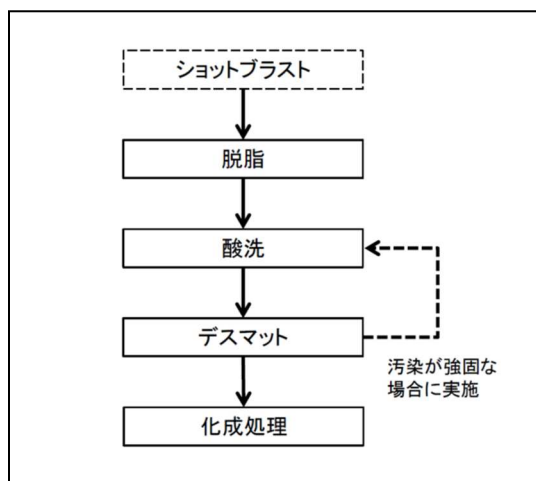 ショットブラスト
脱脂
酸洗
デスマット
汚染が強固な
場合に実施
化成処理